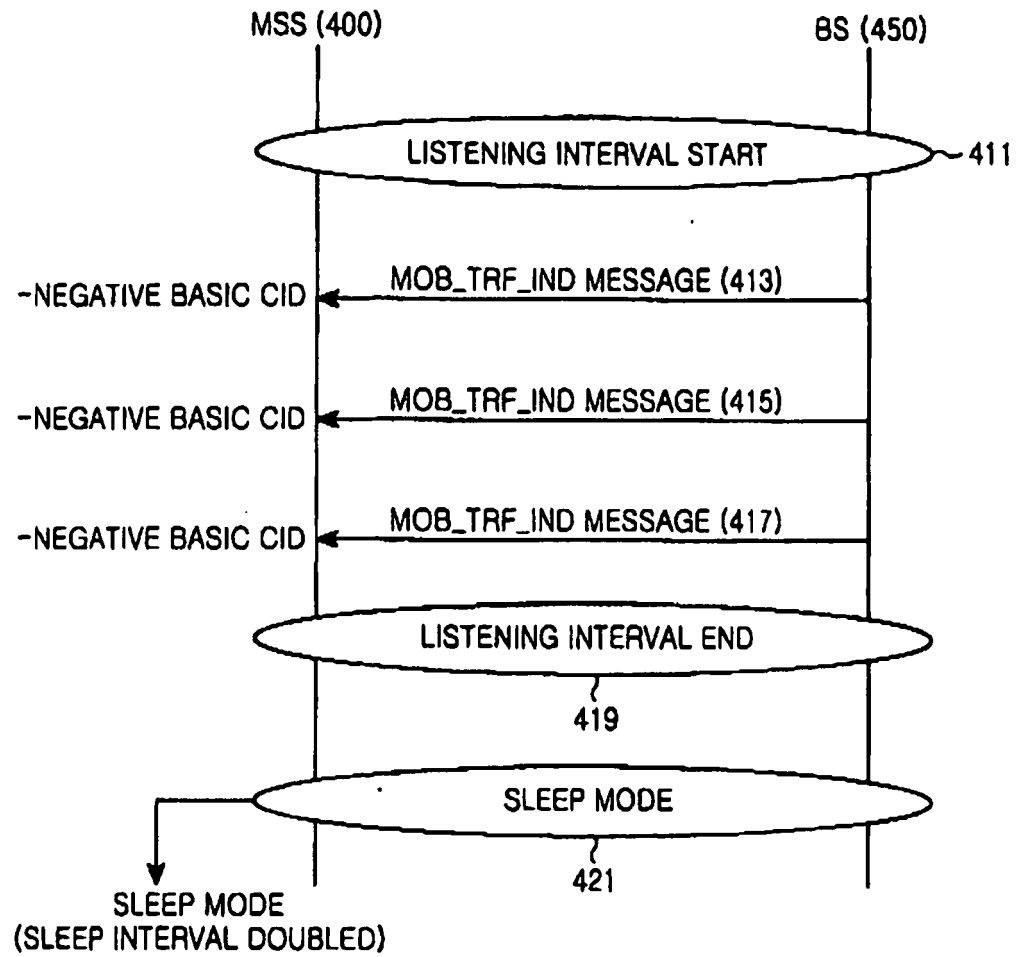 MSS (400)
BS (450)
LISTENING INTERVAL START
411
MOB_TRF_IND MESSAGE (413)
-NEGATIVE BASIC CID
MOB_TRF_IND MESSAGE (415)
-NEGATIVE BASIC CID
MOB_TRF_IND MESSAGE (417)
-NEGATIVE BASIC CID
LISTENING INTERVAL END
419
SLEEP MODE
421
SLEEP MODE
(SLEEP INTERVAL DOUBLED)